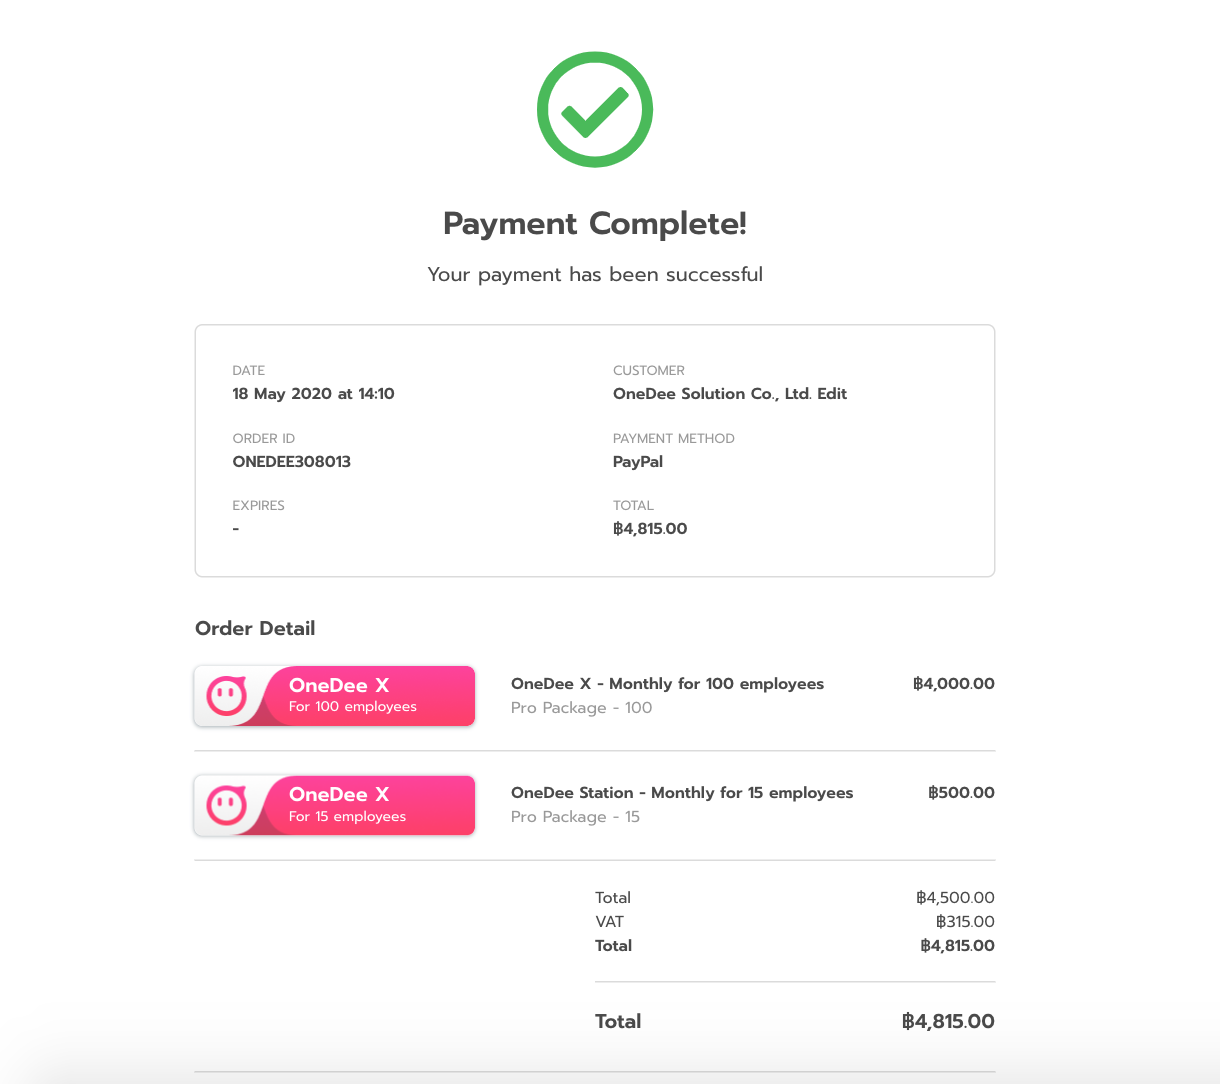 Payment Complete!
Your payment has been successful
DATE
18 May 2020 at 14:10
CUSTOMER
OneDee Solution Co., Ltd. Edit
ORDER ID
ONEDEE308013
PAYMENT METHOD
PayPal
EXPIRES
-
TOTAL
฿4,815.00
Order Detail
OneDee X
For 100 employees
OneDee X - Monthly for 100 employees
Pro Package - 100
฿4,000.00
OneDee X
For 15 employees
OneDee Station - Monthly for 15 employees
Pro Package - 15
฿500.00
Total ฿4,500.00
VAT ฿315.00
Total ฿4,815.00
Total ฿4,815.00